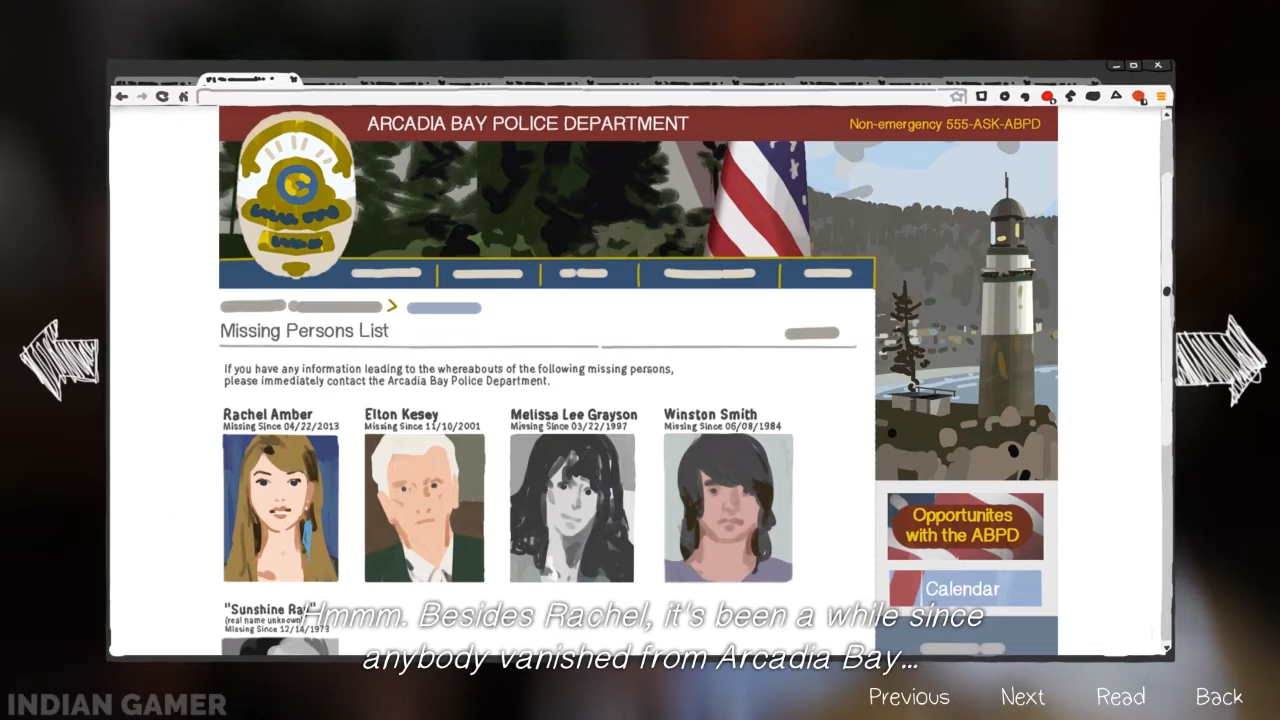 ARCADIA BAY POLICE DEPARTMENT
Non-emergency 555-ASK-ABPD
Missing Persons List
If you have any information leading to the whereabouts of the following missing persons,
please immediately contact the Arcadia Bay Police Department.
Rachel Amber
Missing Since 04/22/2013
Elton Kesey
Missing Since 11/10/2001
Melissa Lee Grayson
Missing Since 03/22/1997
Winston Smith
Missing Since 06/08/1984
"Sunshine Ray"
(real name unknown)
Missing Since 12/14/1973
Opportunites
with the ABPD
Calendar
Hmmm. Besides Rachel, it's been a while since
anybody vanished from Arcadia Bay...
INDIAN GAMER
Previous
Next
Read
Back